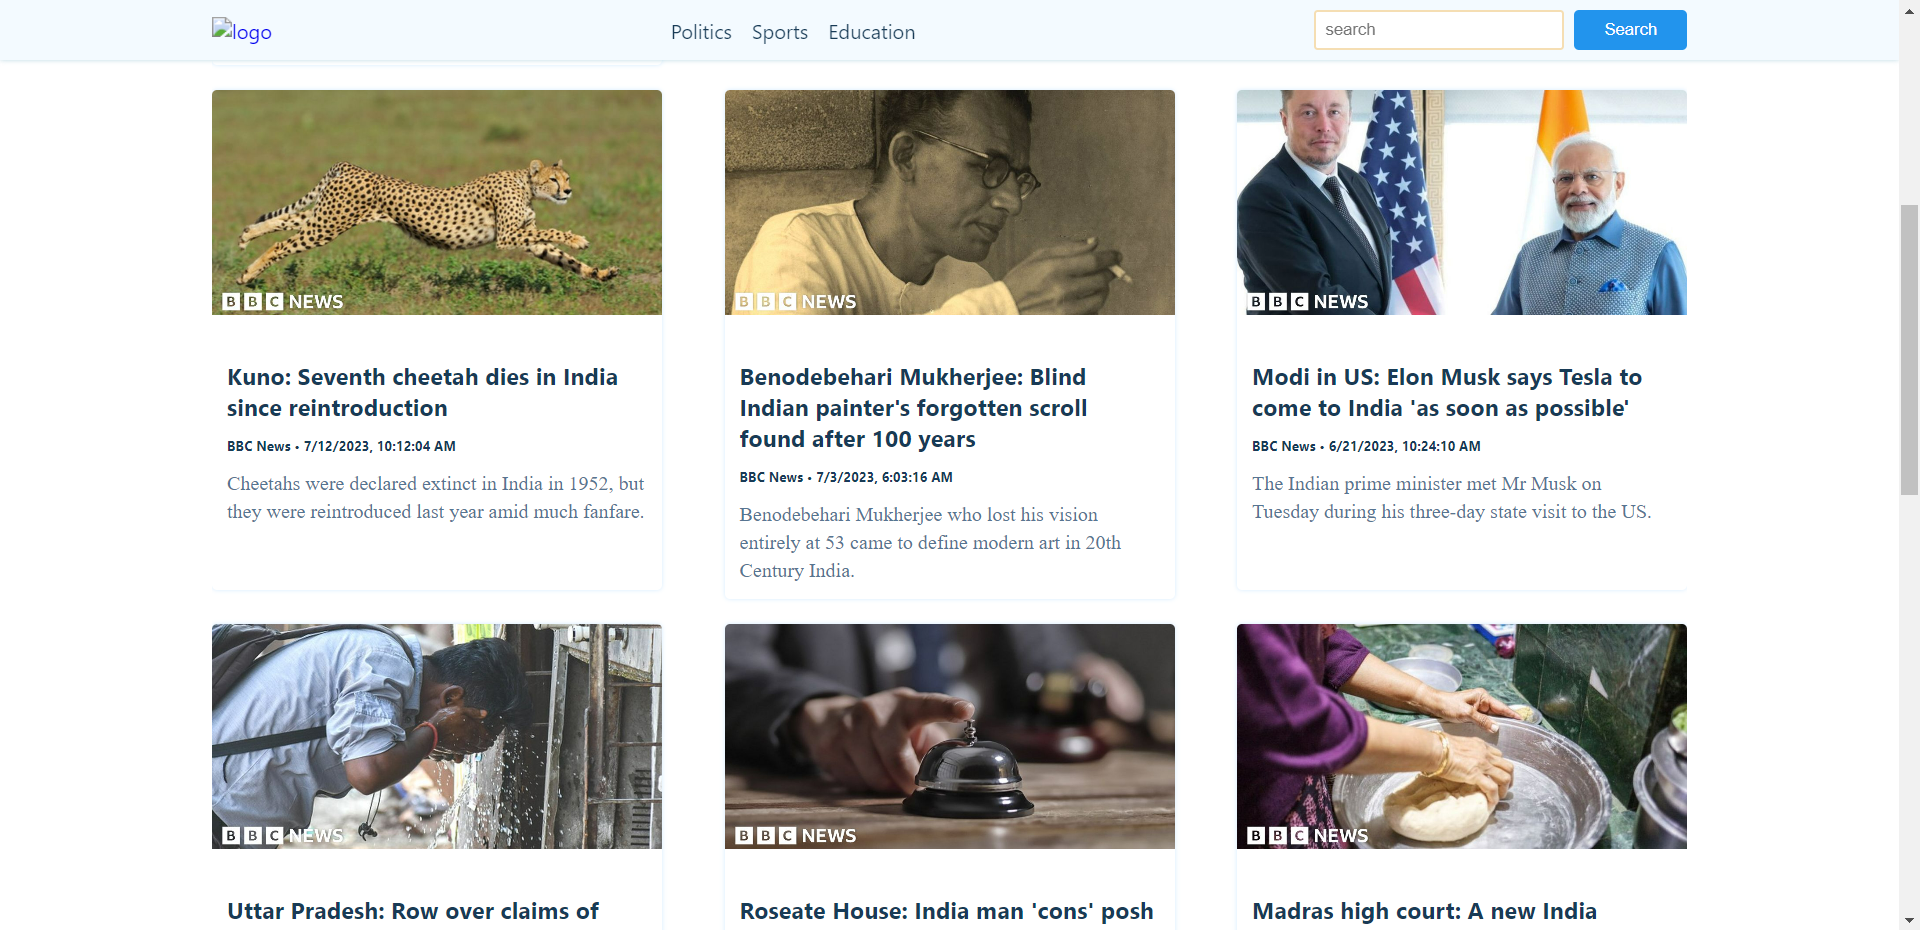 logo
Politics Sports Education
search
Search
BBC NEWS
BBC NEWS
BBC NEWS
Kuno: Seventh cheetah dies in India
since reintroduction
BBC News • 7/12/2023, 10:12:04 AM
Cheetahs were declared extinct in India in 1952, but
they were reintroduced last year amid much fanfare.
Benodebehari Mukherjee: Blind
Indian painter's forgotten scroll
found after 100 years
BBC News • 7/3/2023, 6:03:16 AM
Benodebehari Mukherjee who lost his vision
entirely at 53 came to define modern art in 20th
Century India.
Modi in US: Elon Musk says Tesla to
come to India 'as soon as possible'
BBC News • 6/21/2023, 10:24:10 AM
The Indian prime minister met Mr Musk on
Tuesday during his three-day state visit to the US.
BBC NEWS
BBC NEWS
BBC NEWS
Uttar Pradesh: Row over claims of
Roseate House: India man 'cons' posh
Madras high court: A new India